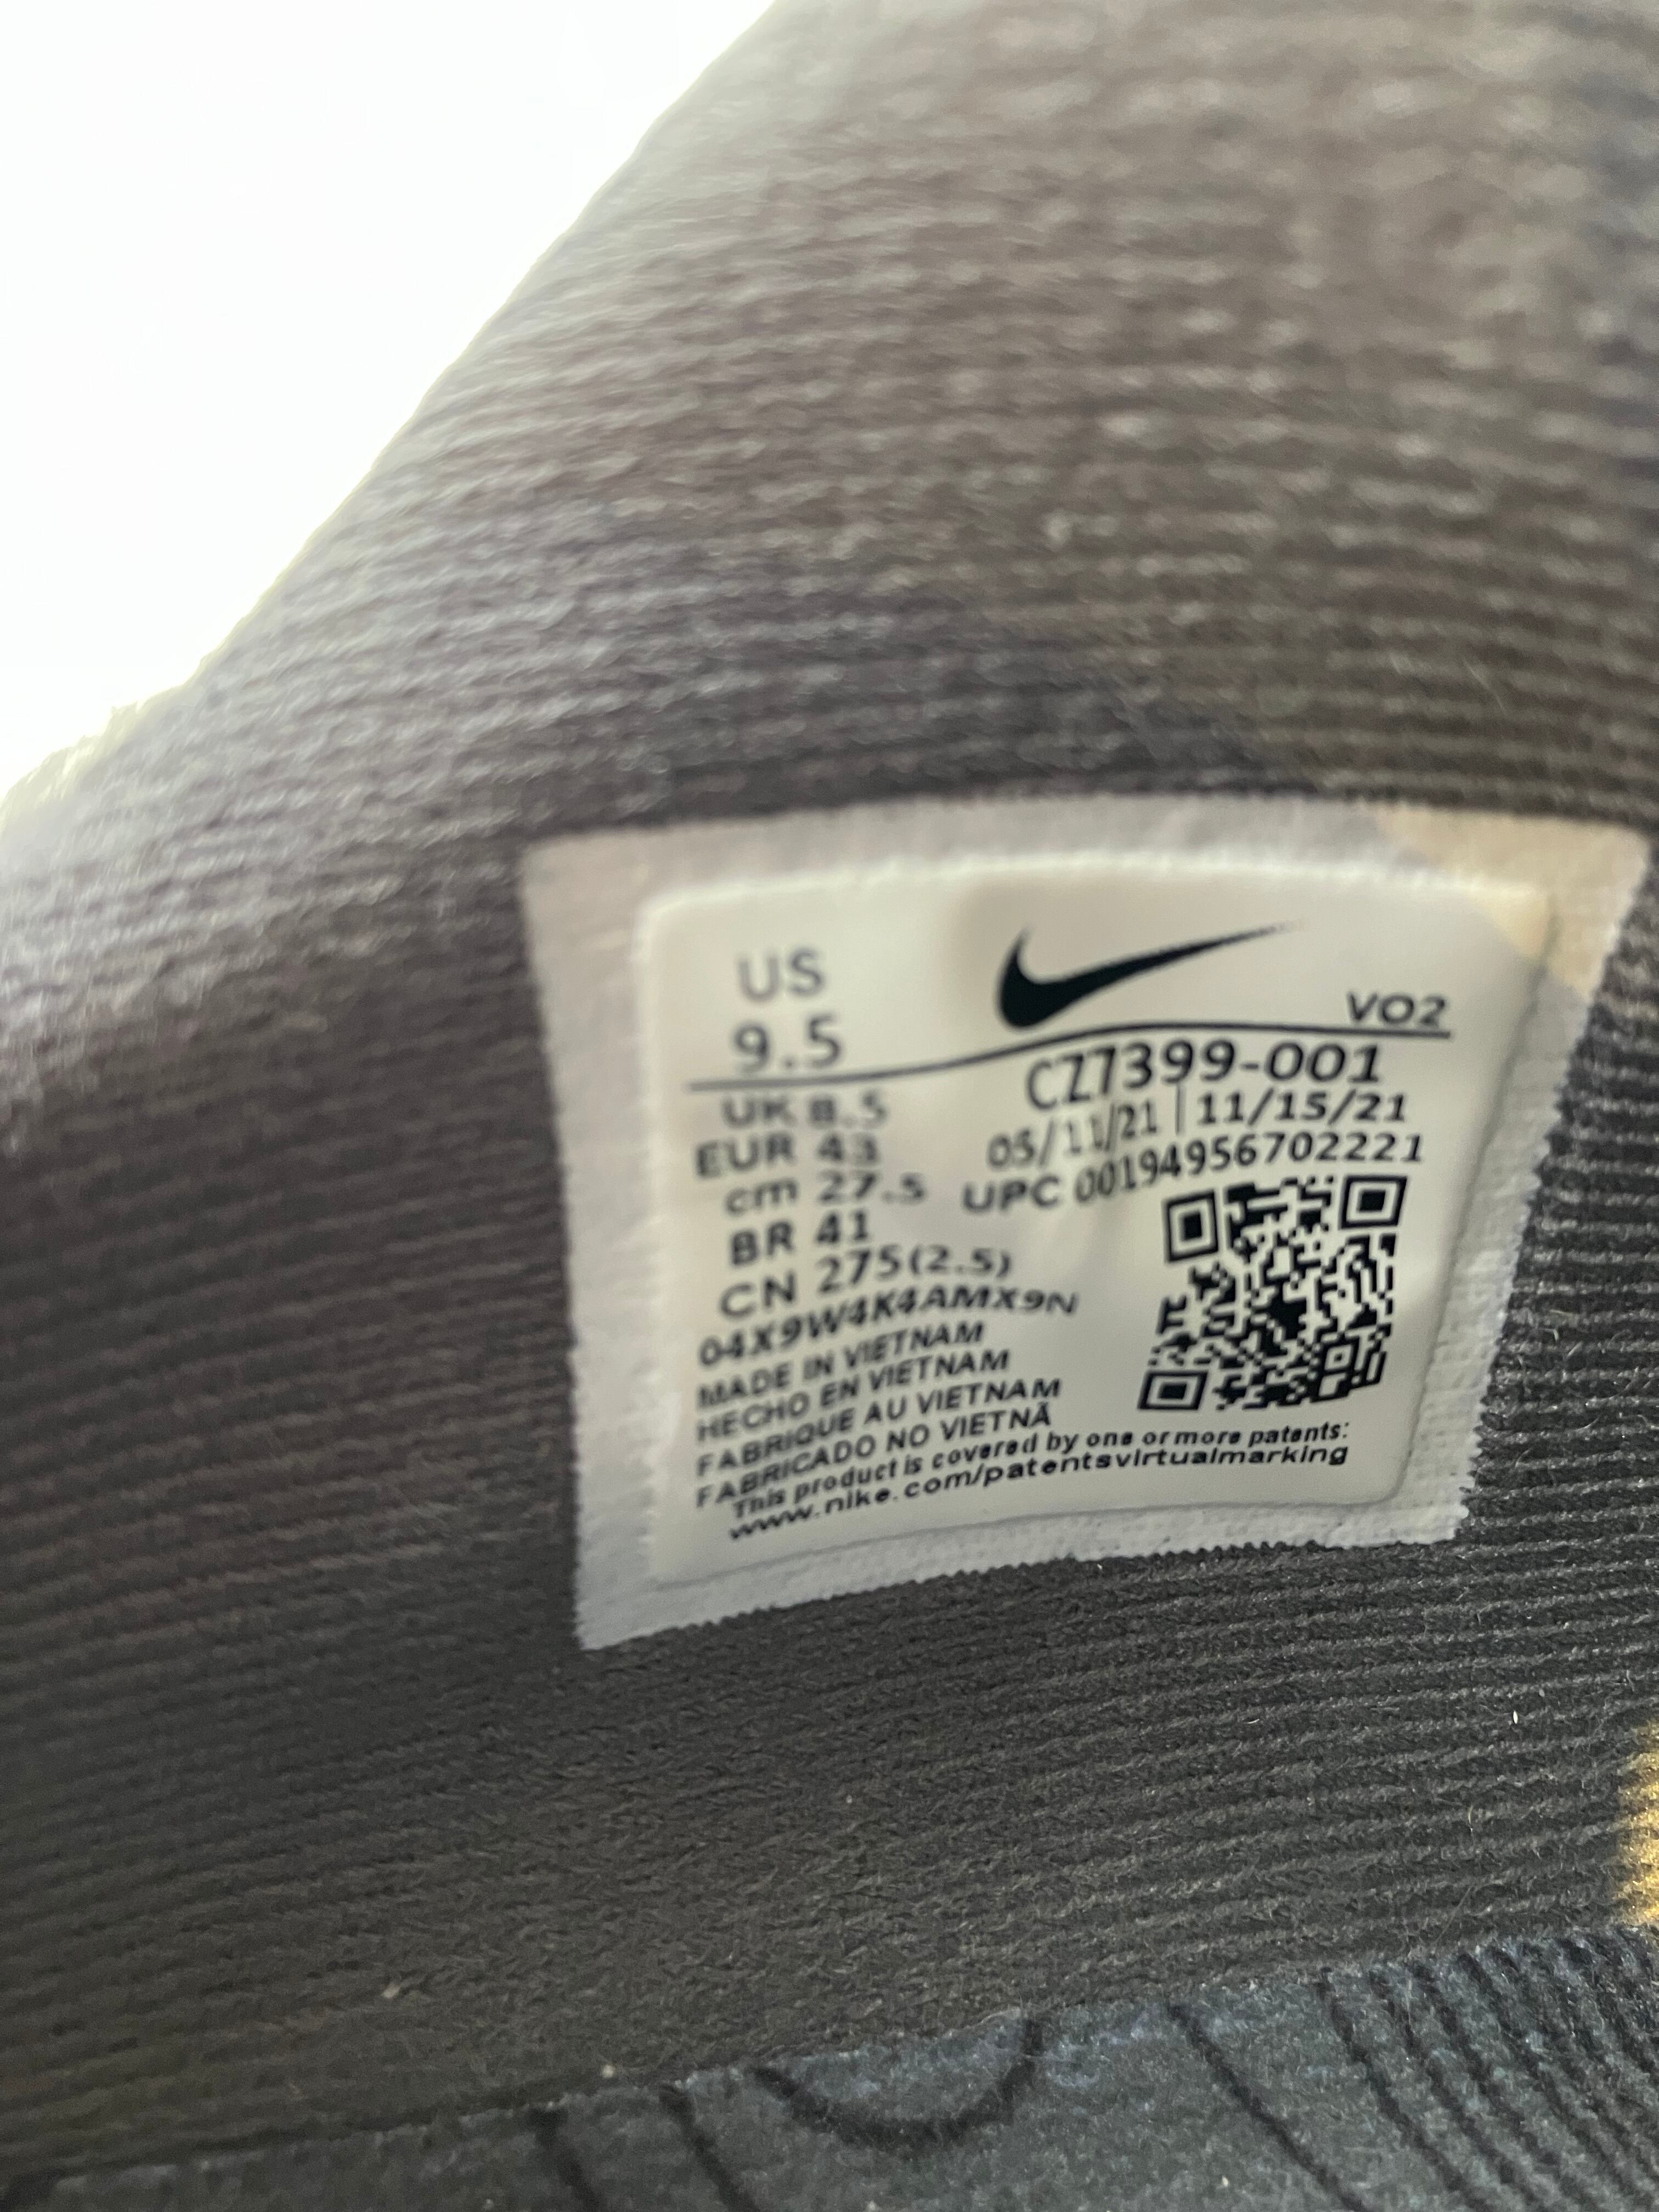 US
9.5
VO2
UK 8.5
EUR 43
cm 27.5
BR 41
CN 275(2.5)
CZ7399-001
05/11/21 | 11/15/21
UPC 00194956702221
04X9W4K4AMX9N
MADE IN VIETNAM
HECHO EN VIETNAM
FABRIQUE AU VIETNAM
FABRICADO NO VIETNÃ
This product is covered by one or more patents:
www.nike.com/patentsvirtualmarking